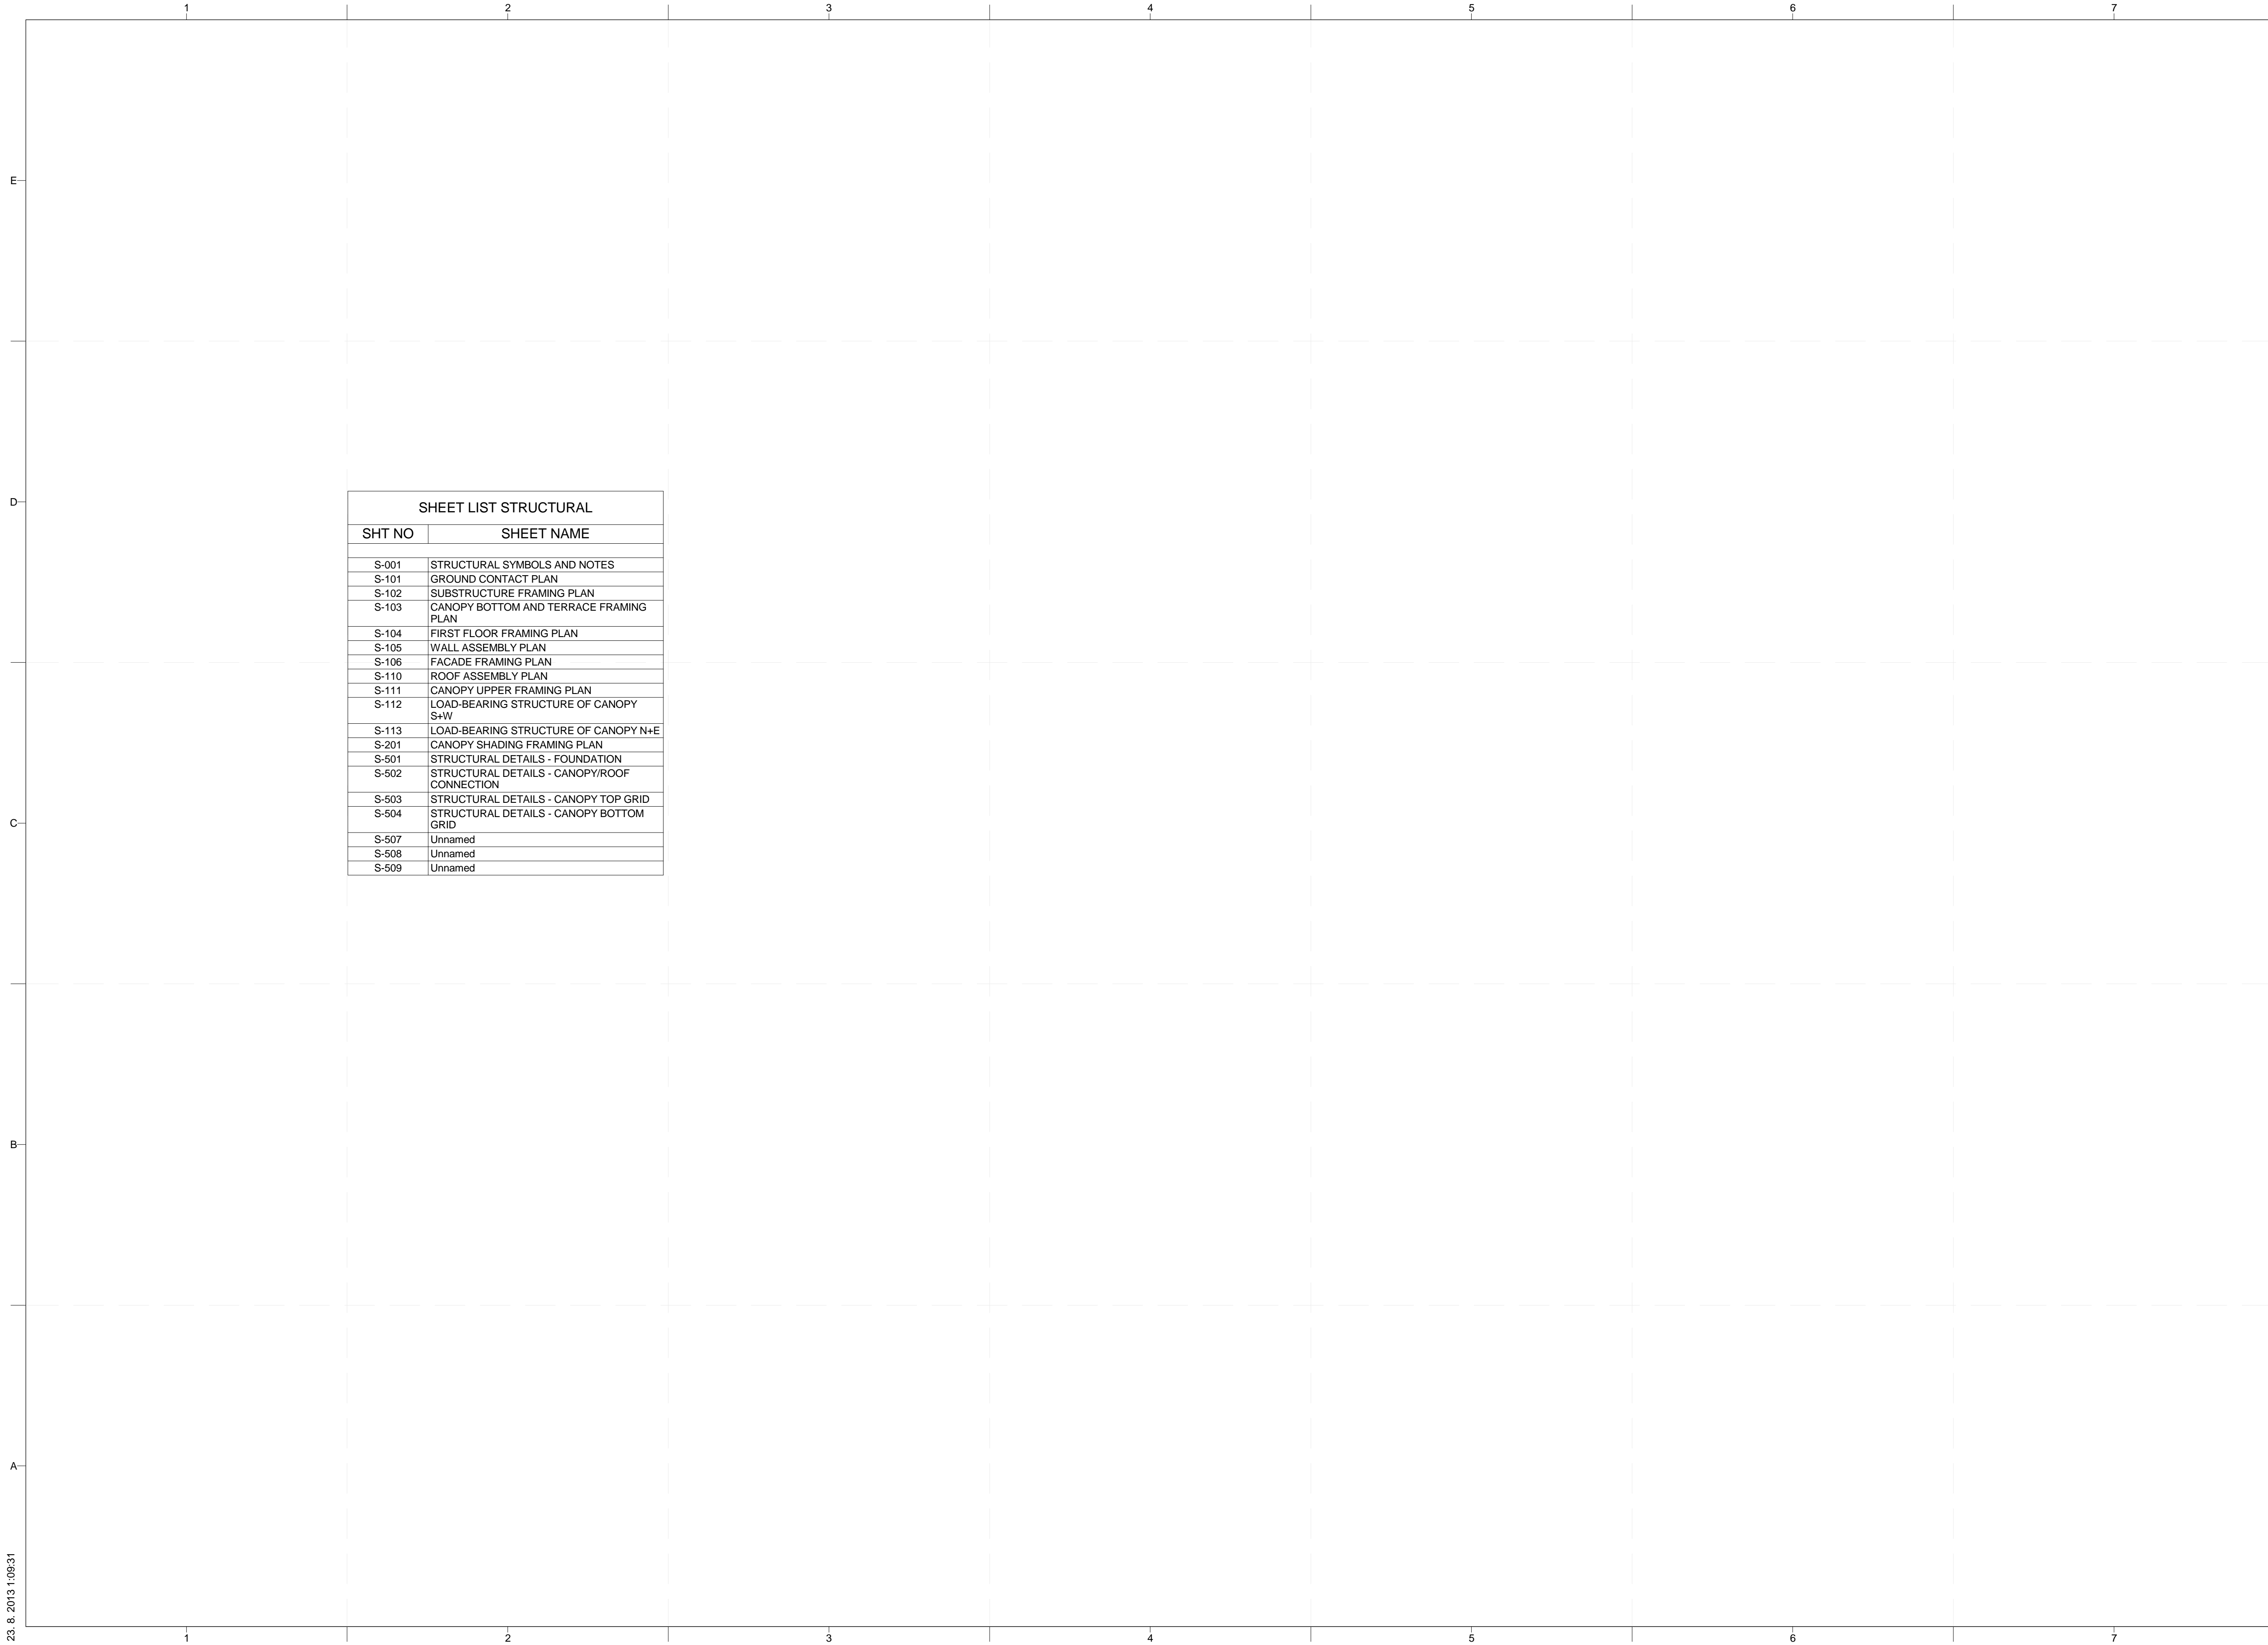 1 2 3 4 5 6 7
E
D
SHEET LIST STRUCTURAL
SHT NO SHEET NAME
S-001 STRUCTURAL SYMBOLS AND NOTES
S-101 GROUND CONTACT PLAN
S-102 SUBSTRUCTURE FRAMING PLAN
S-103 CANOPY BOTTOM AND TERRACE FRAMING
PLAN
S-104 FIRST FLOOR FRAMING PLAN
S-105 WALL ASSEMBLY PLAN
S-106 FACADE FRAMING PLAN
S-110 ROOF ASSEMBLY PLAN
S-111 CANOPY UPPER FRAMING PLAN
S-112 LOAD-BEARING STRUCTURE OF CANOPY
S+W
S-113 LOAD-BEARING STRUCTURE OF CANOPY N+E
S-201 CANOPY SHADING FRAMING PLAN
S-501 STRUCTURAL DETAILS - FOUNDATION
S-502 STRUCTURAL DETAILS - CANOPY/ROOF
CONNECTION
S-503 STRUCTURAL DETAILS - CANOPY TOP GRID
S-504 STRUCTURAL DETAILS - CANOPY BOTTOM
GRID
S-507 Unnamed
S-508 Unnamed
S-509 Unnamed
C
B
A
23. 8. 2013 1:09:31
1 2 3 4 5 6 7